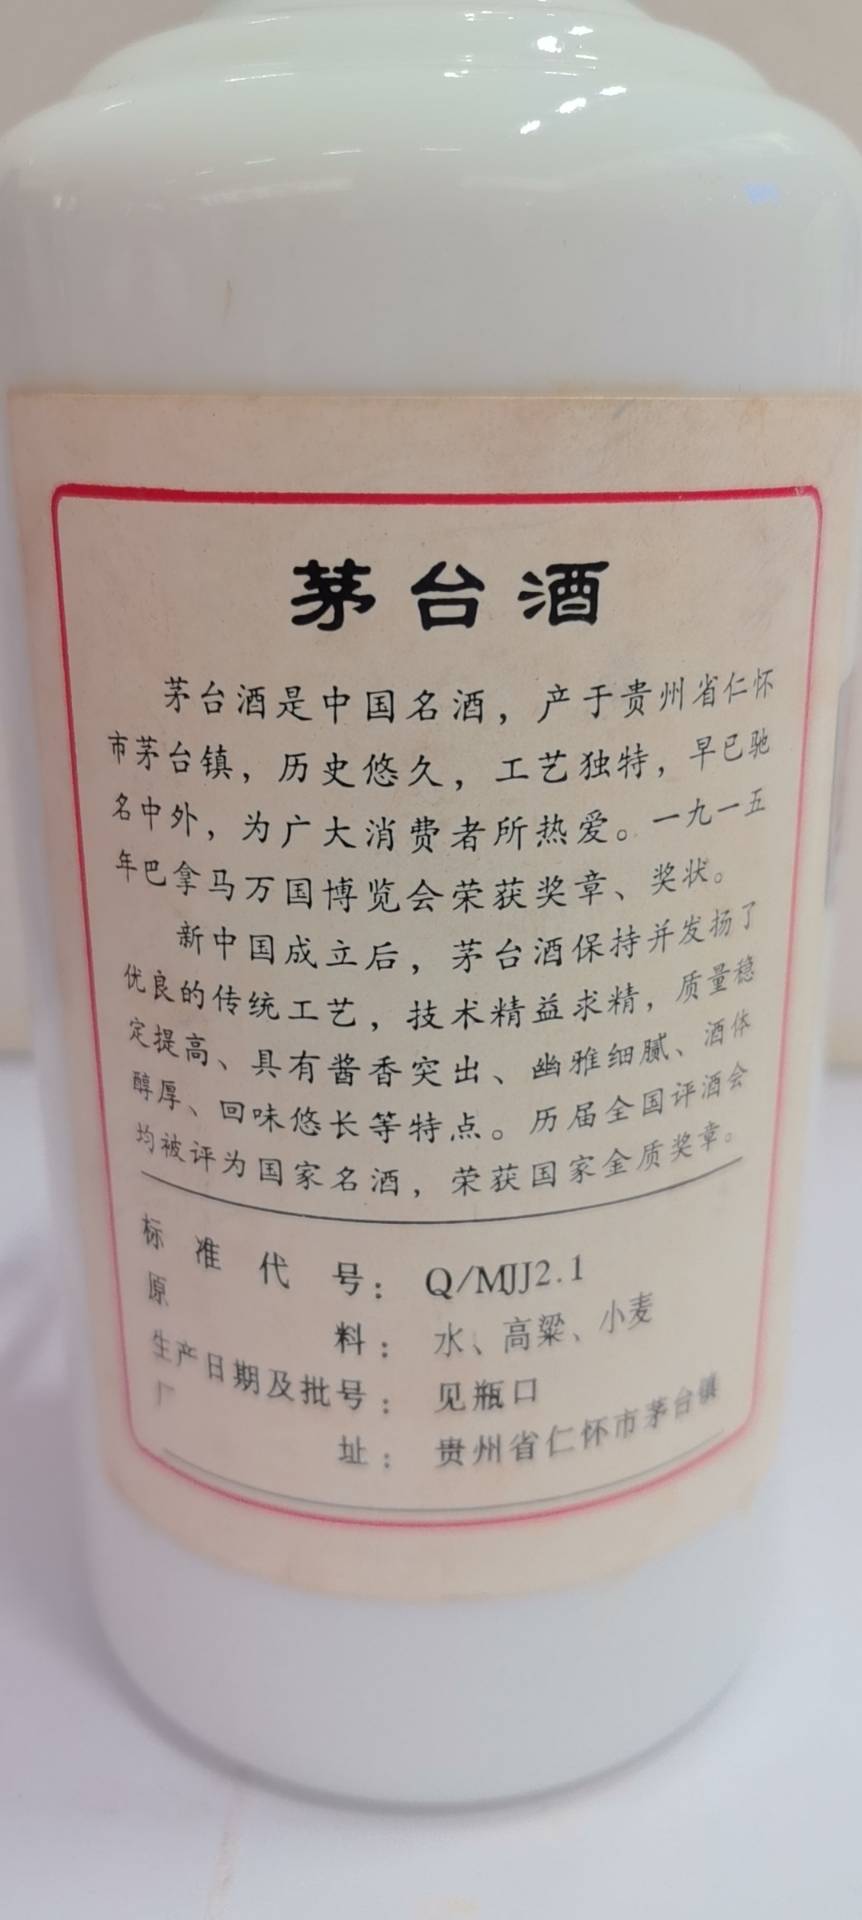 茅台酒
茅台酒是中国名酒，产于贵州省仁怀
市茅台镇，历史悠久，工艺独特，早已驰
名中外，为广大消费者所热爱。一九一五
年巴拿马万国博览会荣获奖章、奖状。
新中国成立后，茅台酒保持并发扬了
优良的传统工艺，技术精益求精，质量稳
定提高、具有酱香突出、幽雅细腻、酒体
醇厚、回味悠长等特点。历届全国评酒会
均被评为国家名酒，荣获国家金质奖章。
标准代号：Q/MJJ2.1
原料：水、高粱、小麦
生产日期及批号：见瓶口
厂址：贵州省仁怀市茅台镇